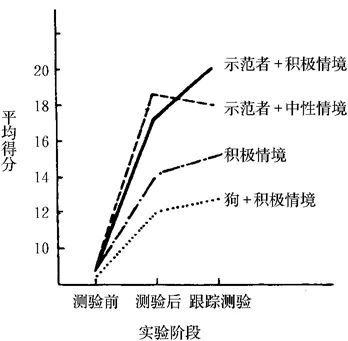 平均得分
20
18
16
14
12
10
示范者＋积极情境
示范者＋中性情境
积极情境
狗＋积极情境
测验前 测验后 跟踪测验
实验阶段